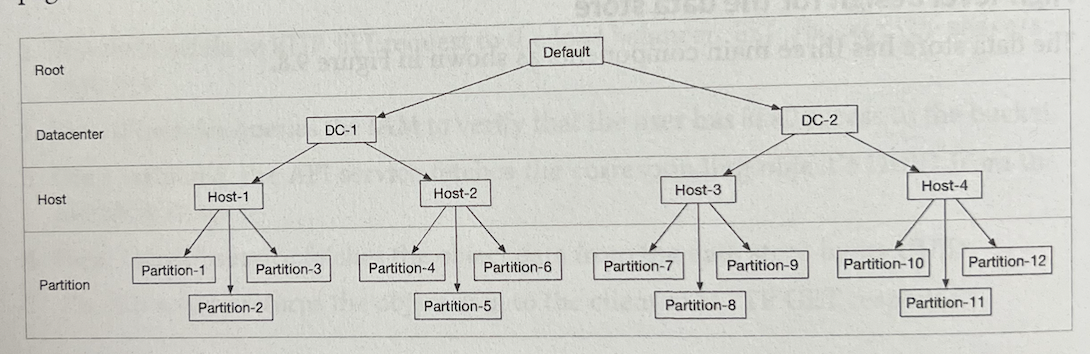 Default
Root
Datacenter
DC-1
DC-2
Host
Host-1
Host-2
Host-3
Host-4
Partition
Partition-1
Partition-3
Partition-4
Partition-6
Partition-7
Partition-9
Partition-10
Partition-12
Partition-2
Partition-5
Partition-8
Partition-11